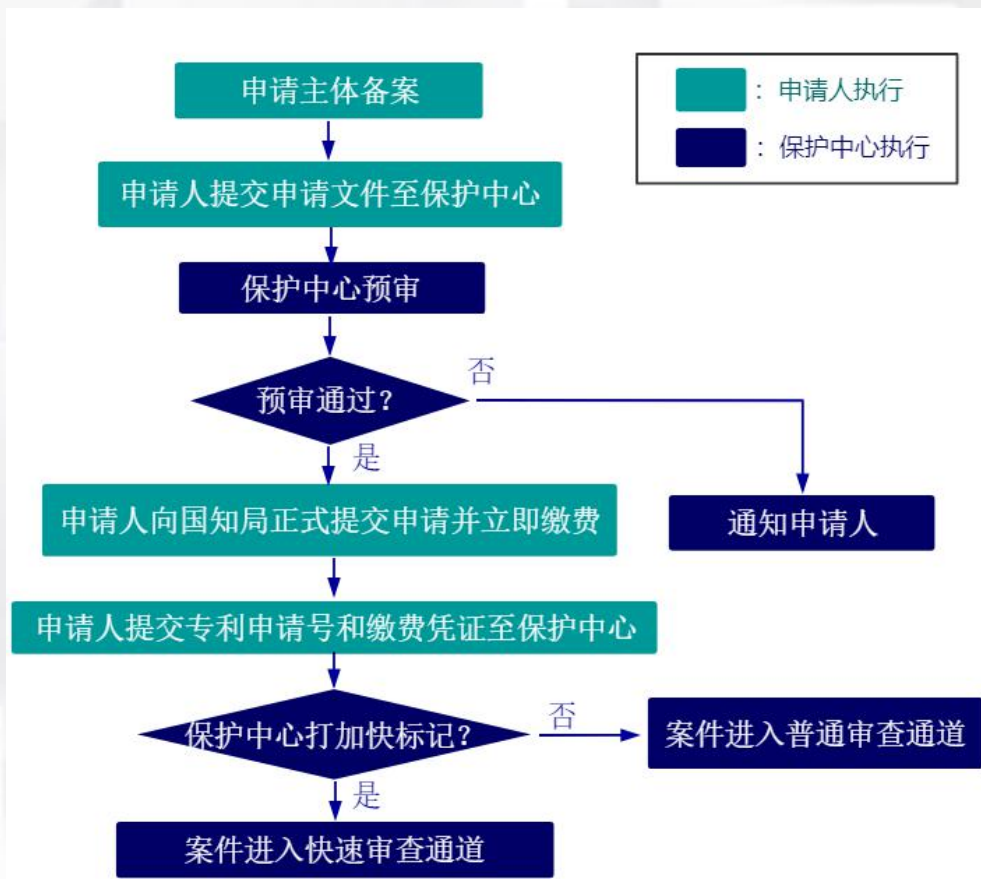 申请主体备案
：申请人执行
：保护中心执行
申请人提交申请文件至保护中心
保护中心预审
预审通过？
否
是
申请人向国知局正式提交申请并立即缴费
通知申请人
申请人提交专利申请号和缴费凭证至保护中心
保护中心打加快标记？
否
案件进入普通审查通道
是
案件进入快速审查通道